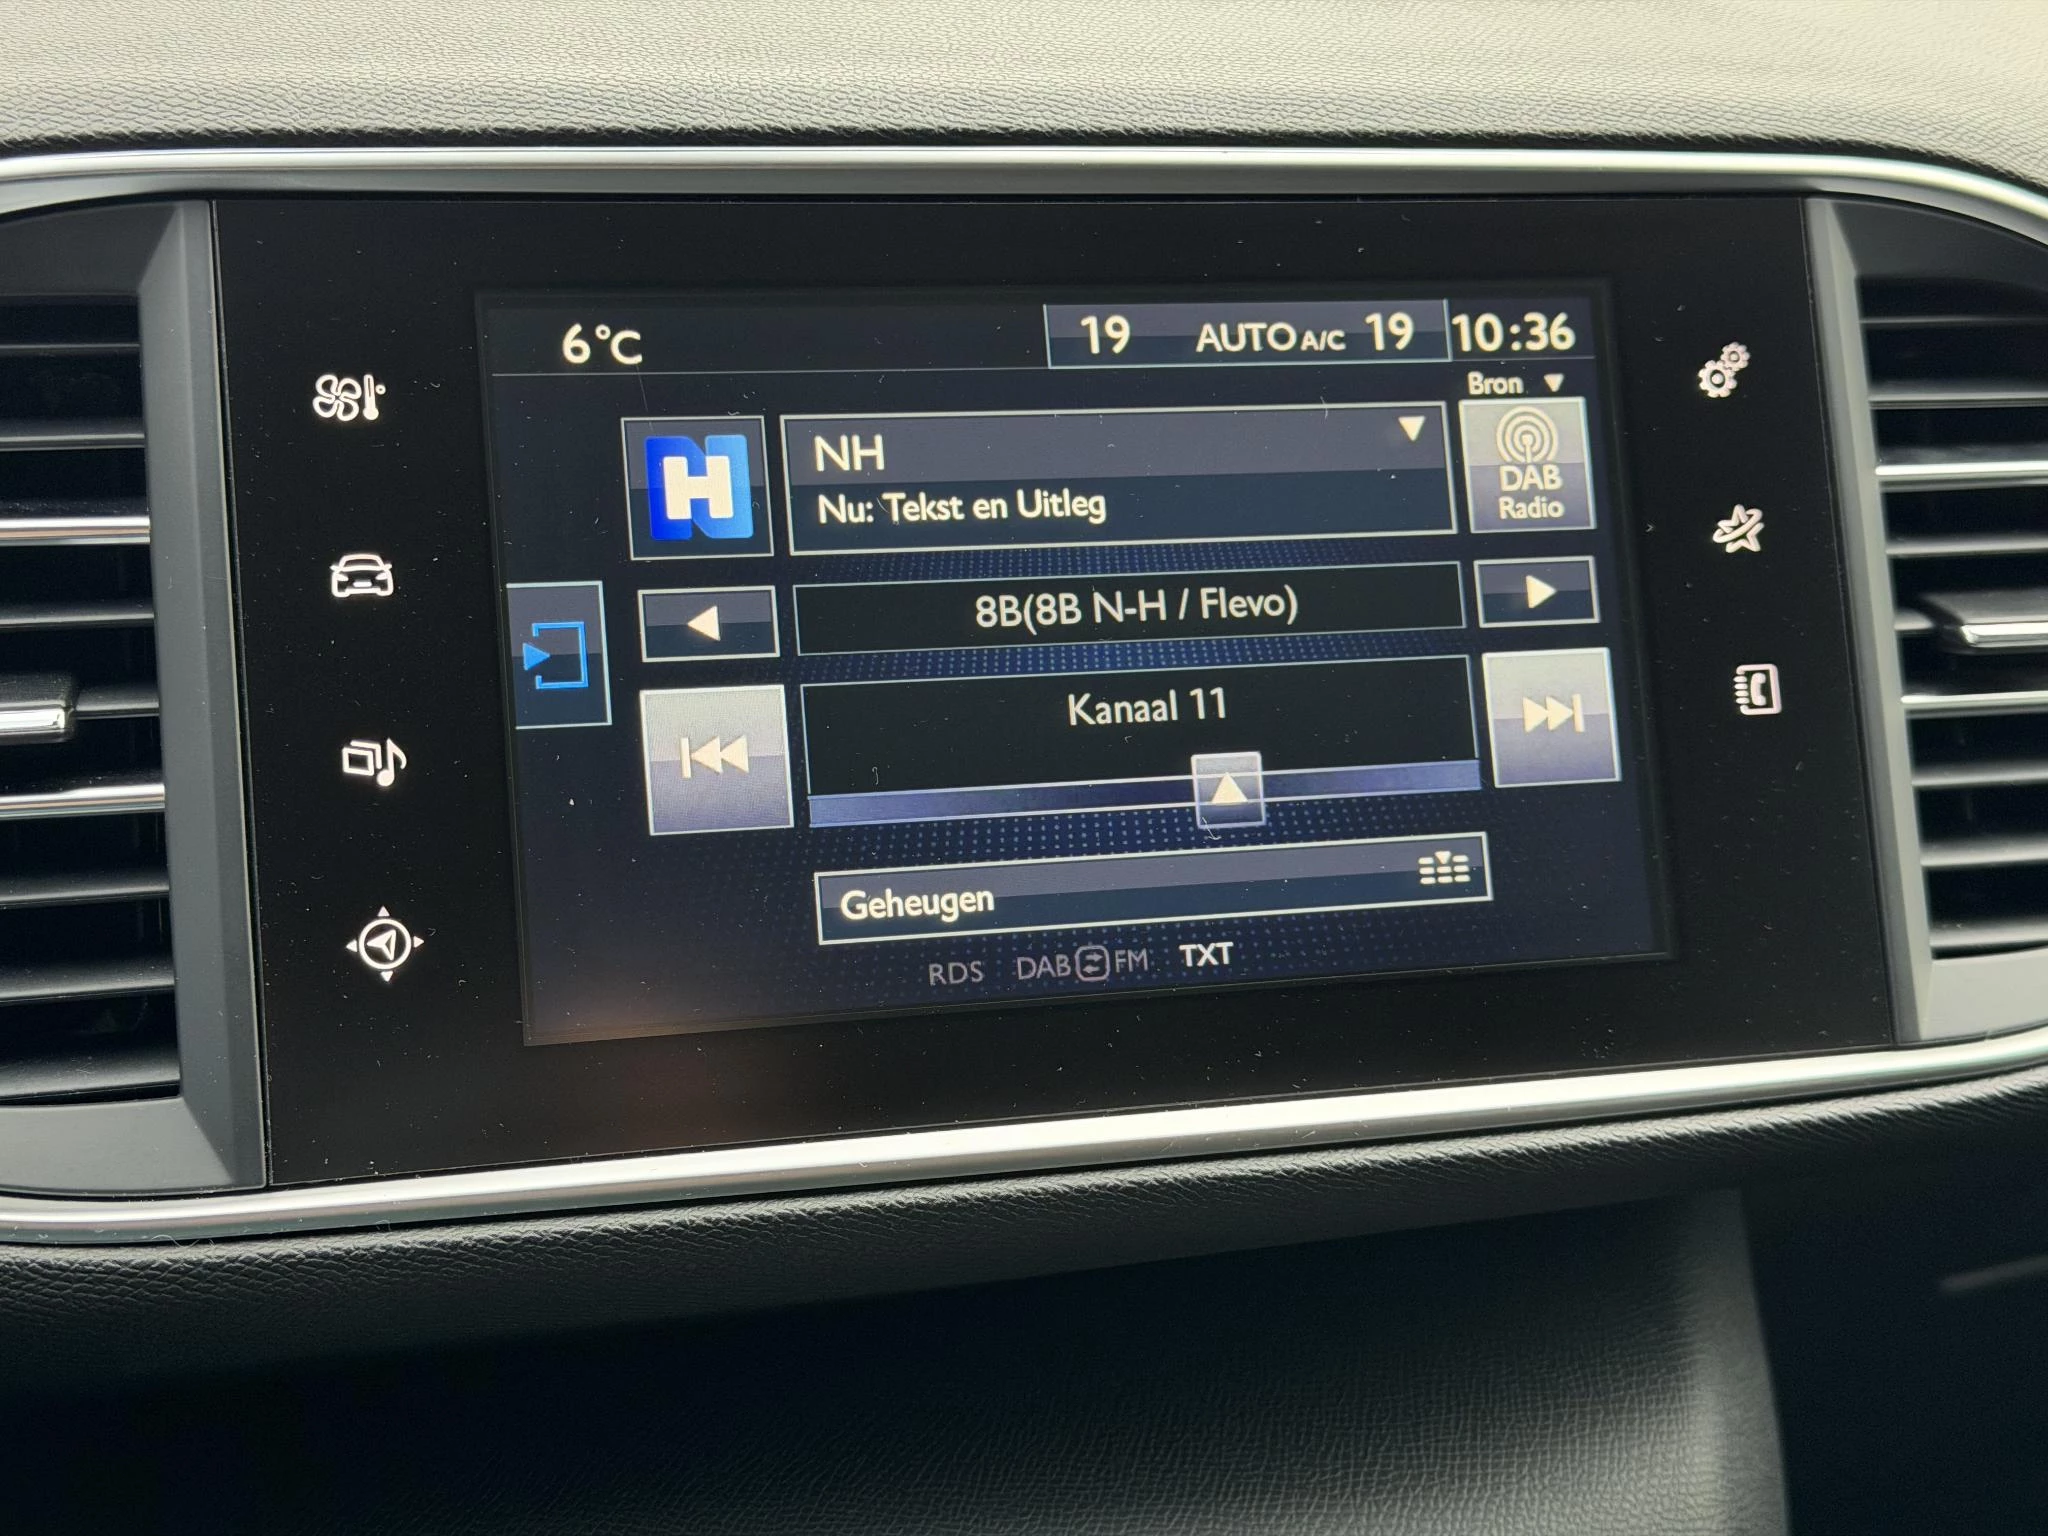 6°C
19 AUTO A/C 19 10:36
Bron
NH
NH
Nu: Tekst en Uitleg
DAB
Radio
8B(8B N-H / Flevo)
Kanaal 11
Geheugen
RDS DAB FM TXT